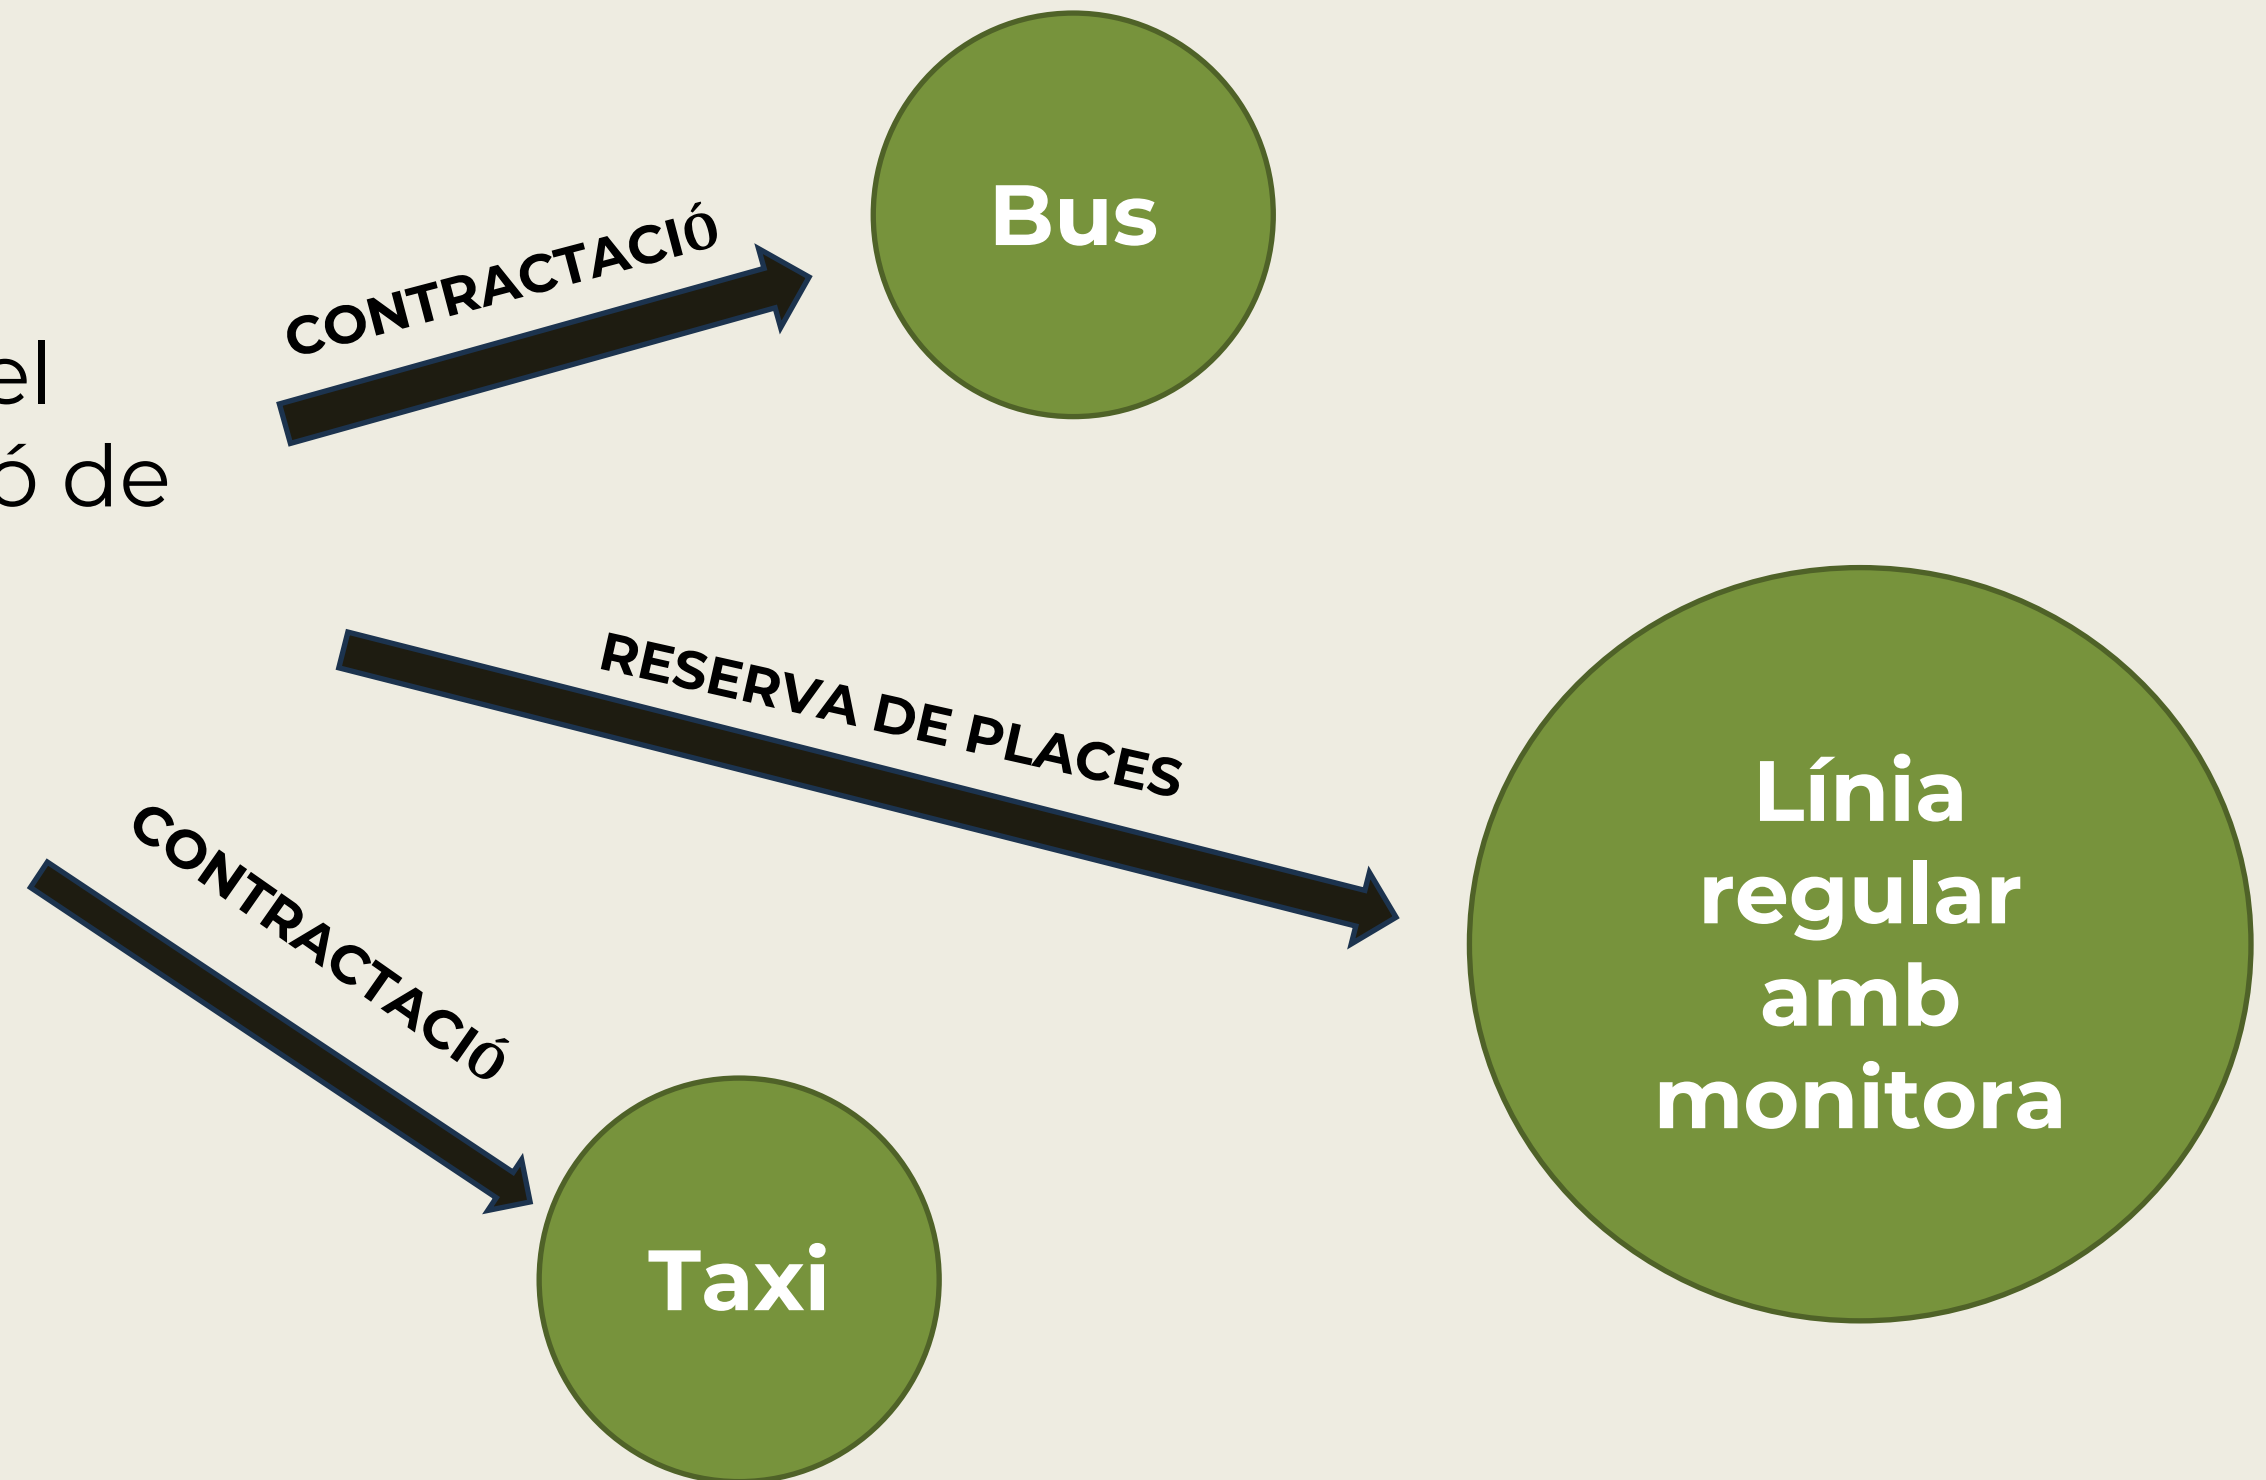 Bus
CONTRACTACIÓ
el
ó de
RESERVA DE PLACES
Línia
regular
amb
monitora
CONTRACTACIÓ
Taxi